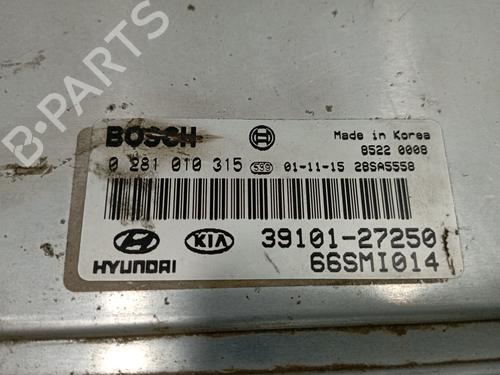 B-PARTS
BOSCH
Made in Korea
8522 0008
0 281 010 315 539 01-11-15 28SA5558
HYUNDAI
KIA
39101-27250
66SMI014